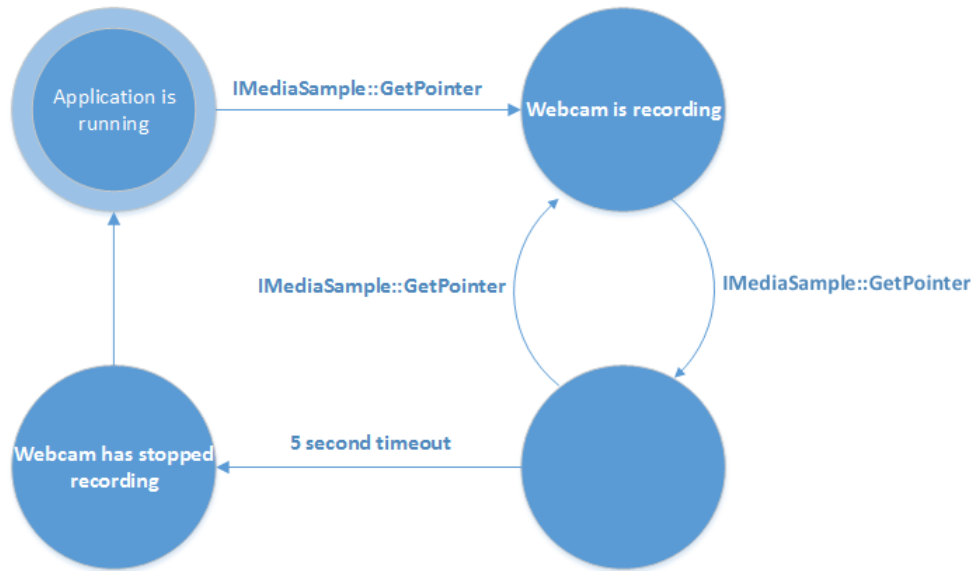 Application is
running
IMediaSample::GetPointer
Webcam is recording
IMediaSample::GetPointer
IMediaSample::GetPointer
Webcam has stopped
recording
5 second timeout